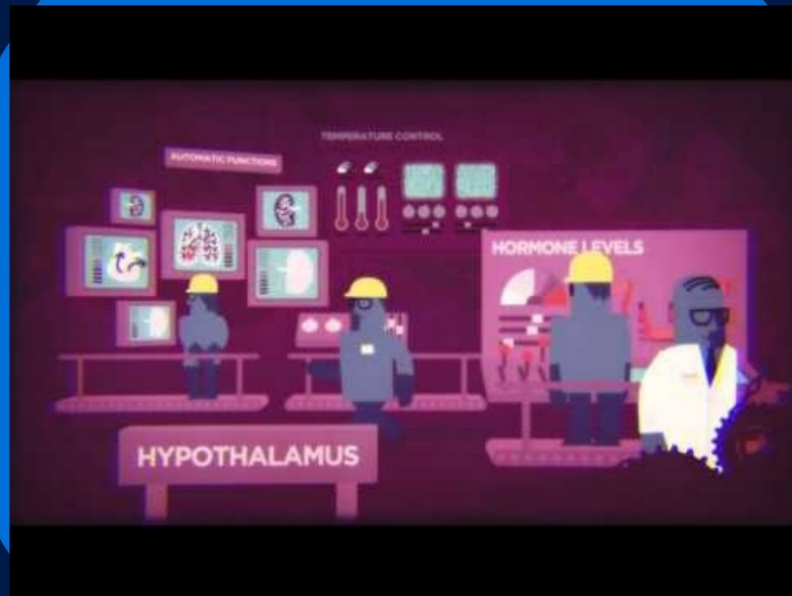 TEMPERATURE CONTROL
AUTOMATIC FUNCTIONS
HORMONE LEVELS
HYPOTHALAMUS